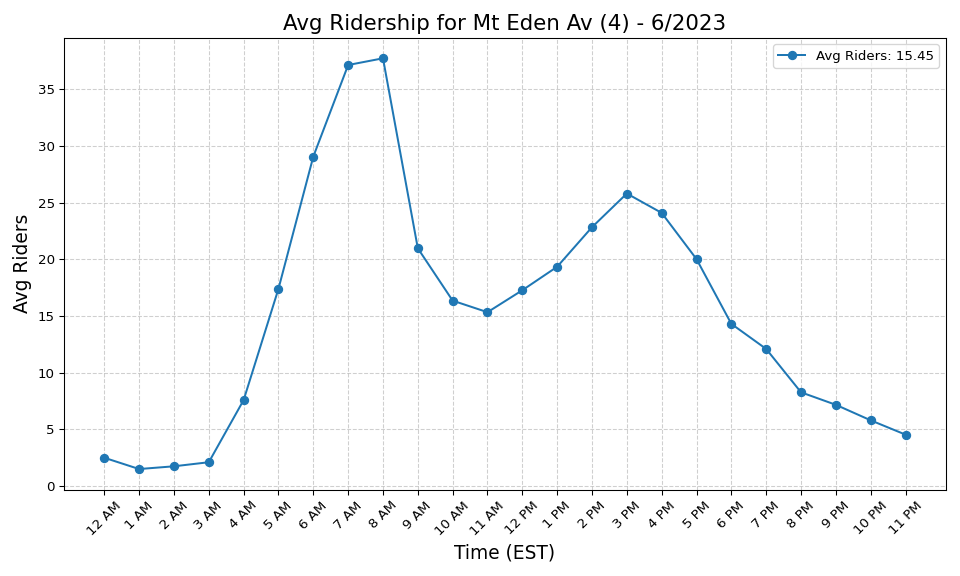 Avg Ridership for Mt Eden Av (4) - 6/2023
Avg Riders: 15.45
Avg Riders
35
30
25
20
15
10
5
0
12 AM
1 AM
2 AM
3 AM
4 AM
5 AM
6 AM
7 AM
8 AM
9 AM
10 AM
11 AM
12 PM
1 PM
2 PM
3 PM
4 PM
5 PM
6 PM
7 PM
8 PM
9 PM
10 PM
11 PM
Time (EST)